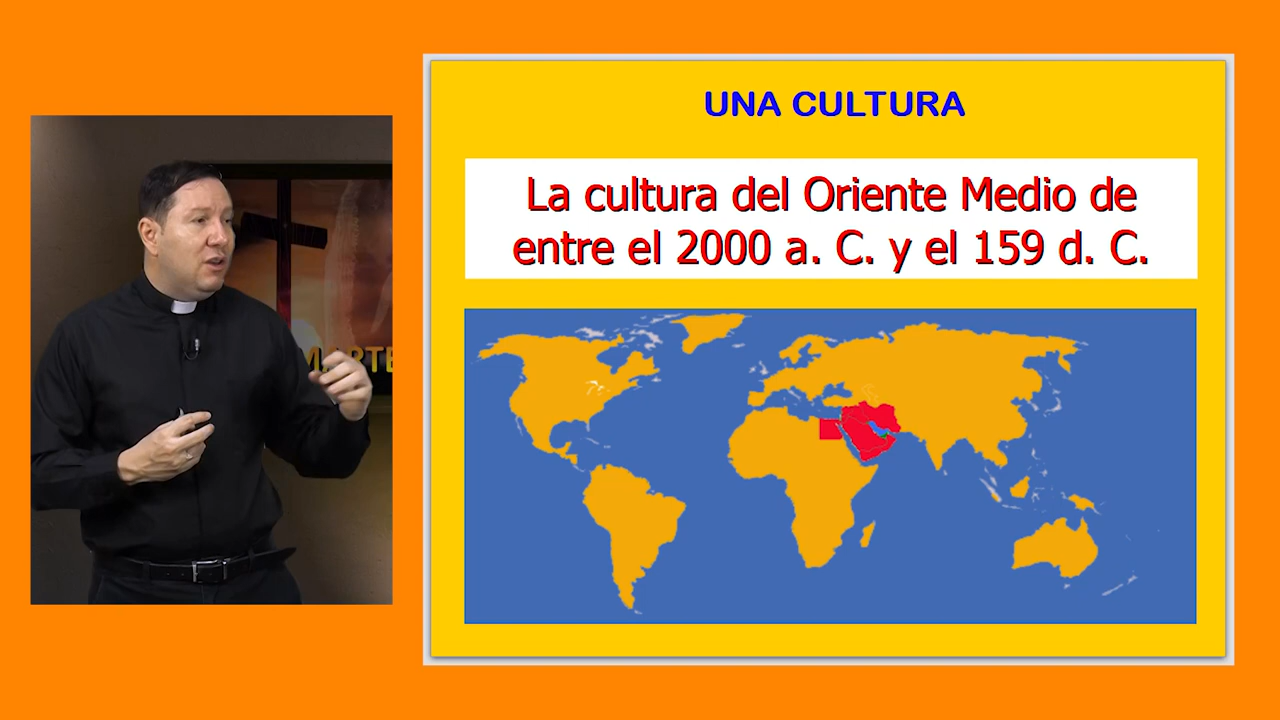 UNA CULTURA
La cultura del Oriente Medio de
entre el 2000 a. C. y el 159 d. C.